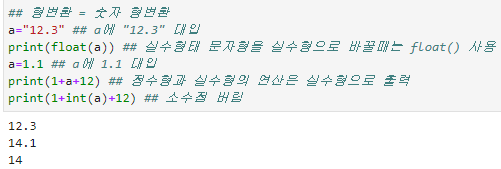 ## 형변환 = 숫자 형변환
a="12.3" ## a에 "12.3" 대입
print(float(a)) ## 실수형태 문자형을 실수형으로 바꿀때는 float() 사용
a=1.1 ## a에 1.1 대입
print(1+a+12) ## 정수형과 실수형의 연산은 실수형으로 출력
print(1+int(a)+12) ## 소수점 버림
12.3
14.1
14